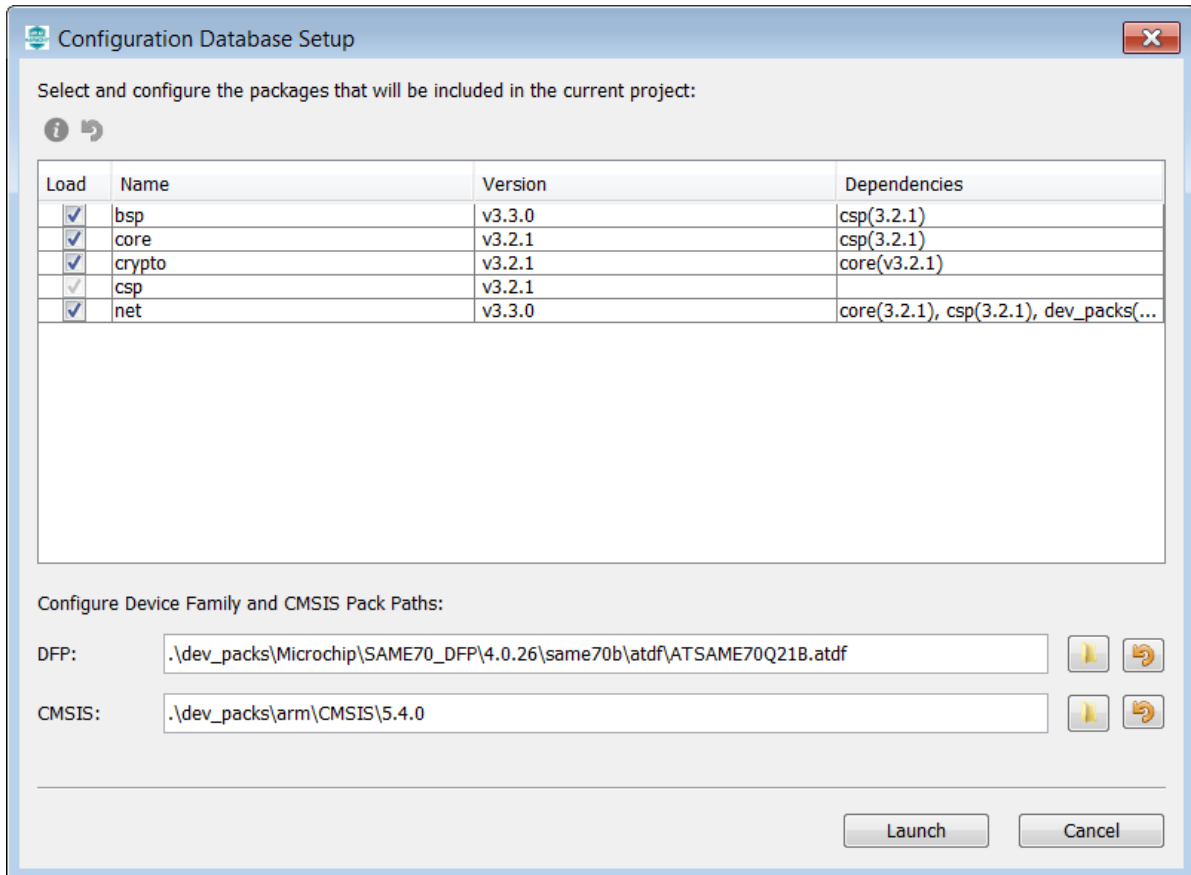 Configuration Database Setup
Select and configure the packages that will be included in the current project:
Load Name Version Dependencies
bsp v3.3.0 csp(3.2.1)
core v3.2.1 csp(3.2.1)
crypto v3.2.1 core(v3.2.1)
csp v3.2.1
net v3.3.0 core(3.2.1), csp(3.2.1), dev_packs(...
Configure Device Family and CMSIS Pack Paths:
DFP: .\dev_packs\Microchip\SAME70_DFP\4.0.26\same70b\atdf\ATSAME70Q21B.atdf
CMSIS: .\dev_packs\arm\CMSIS\5.4.0
Launch Cancel